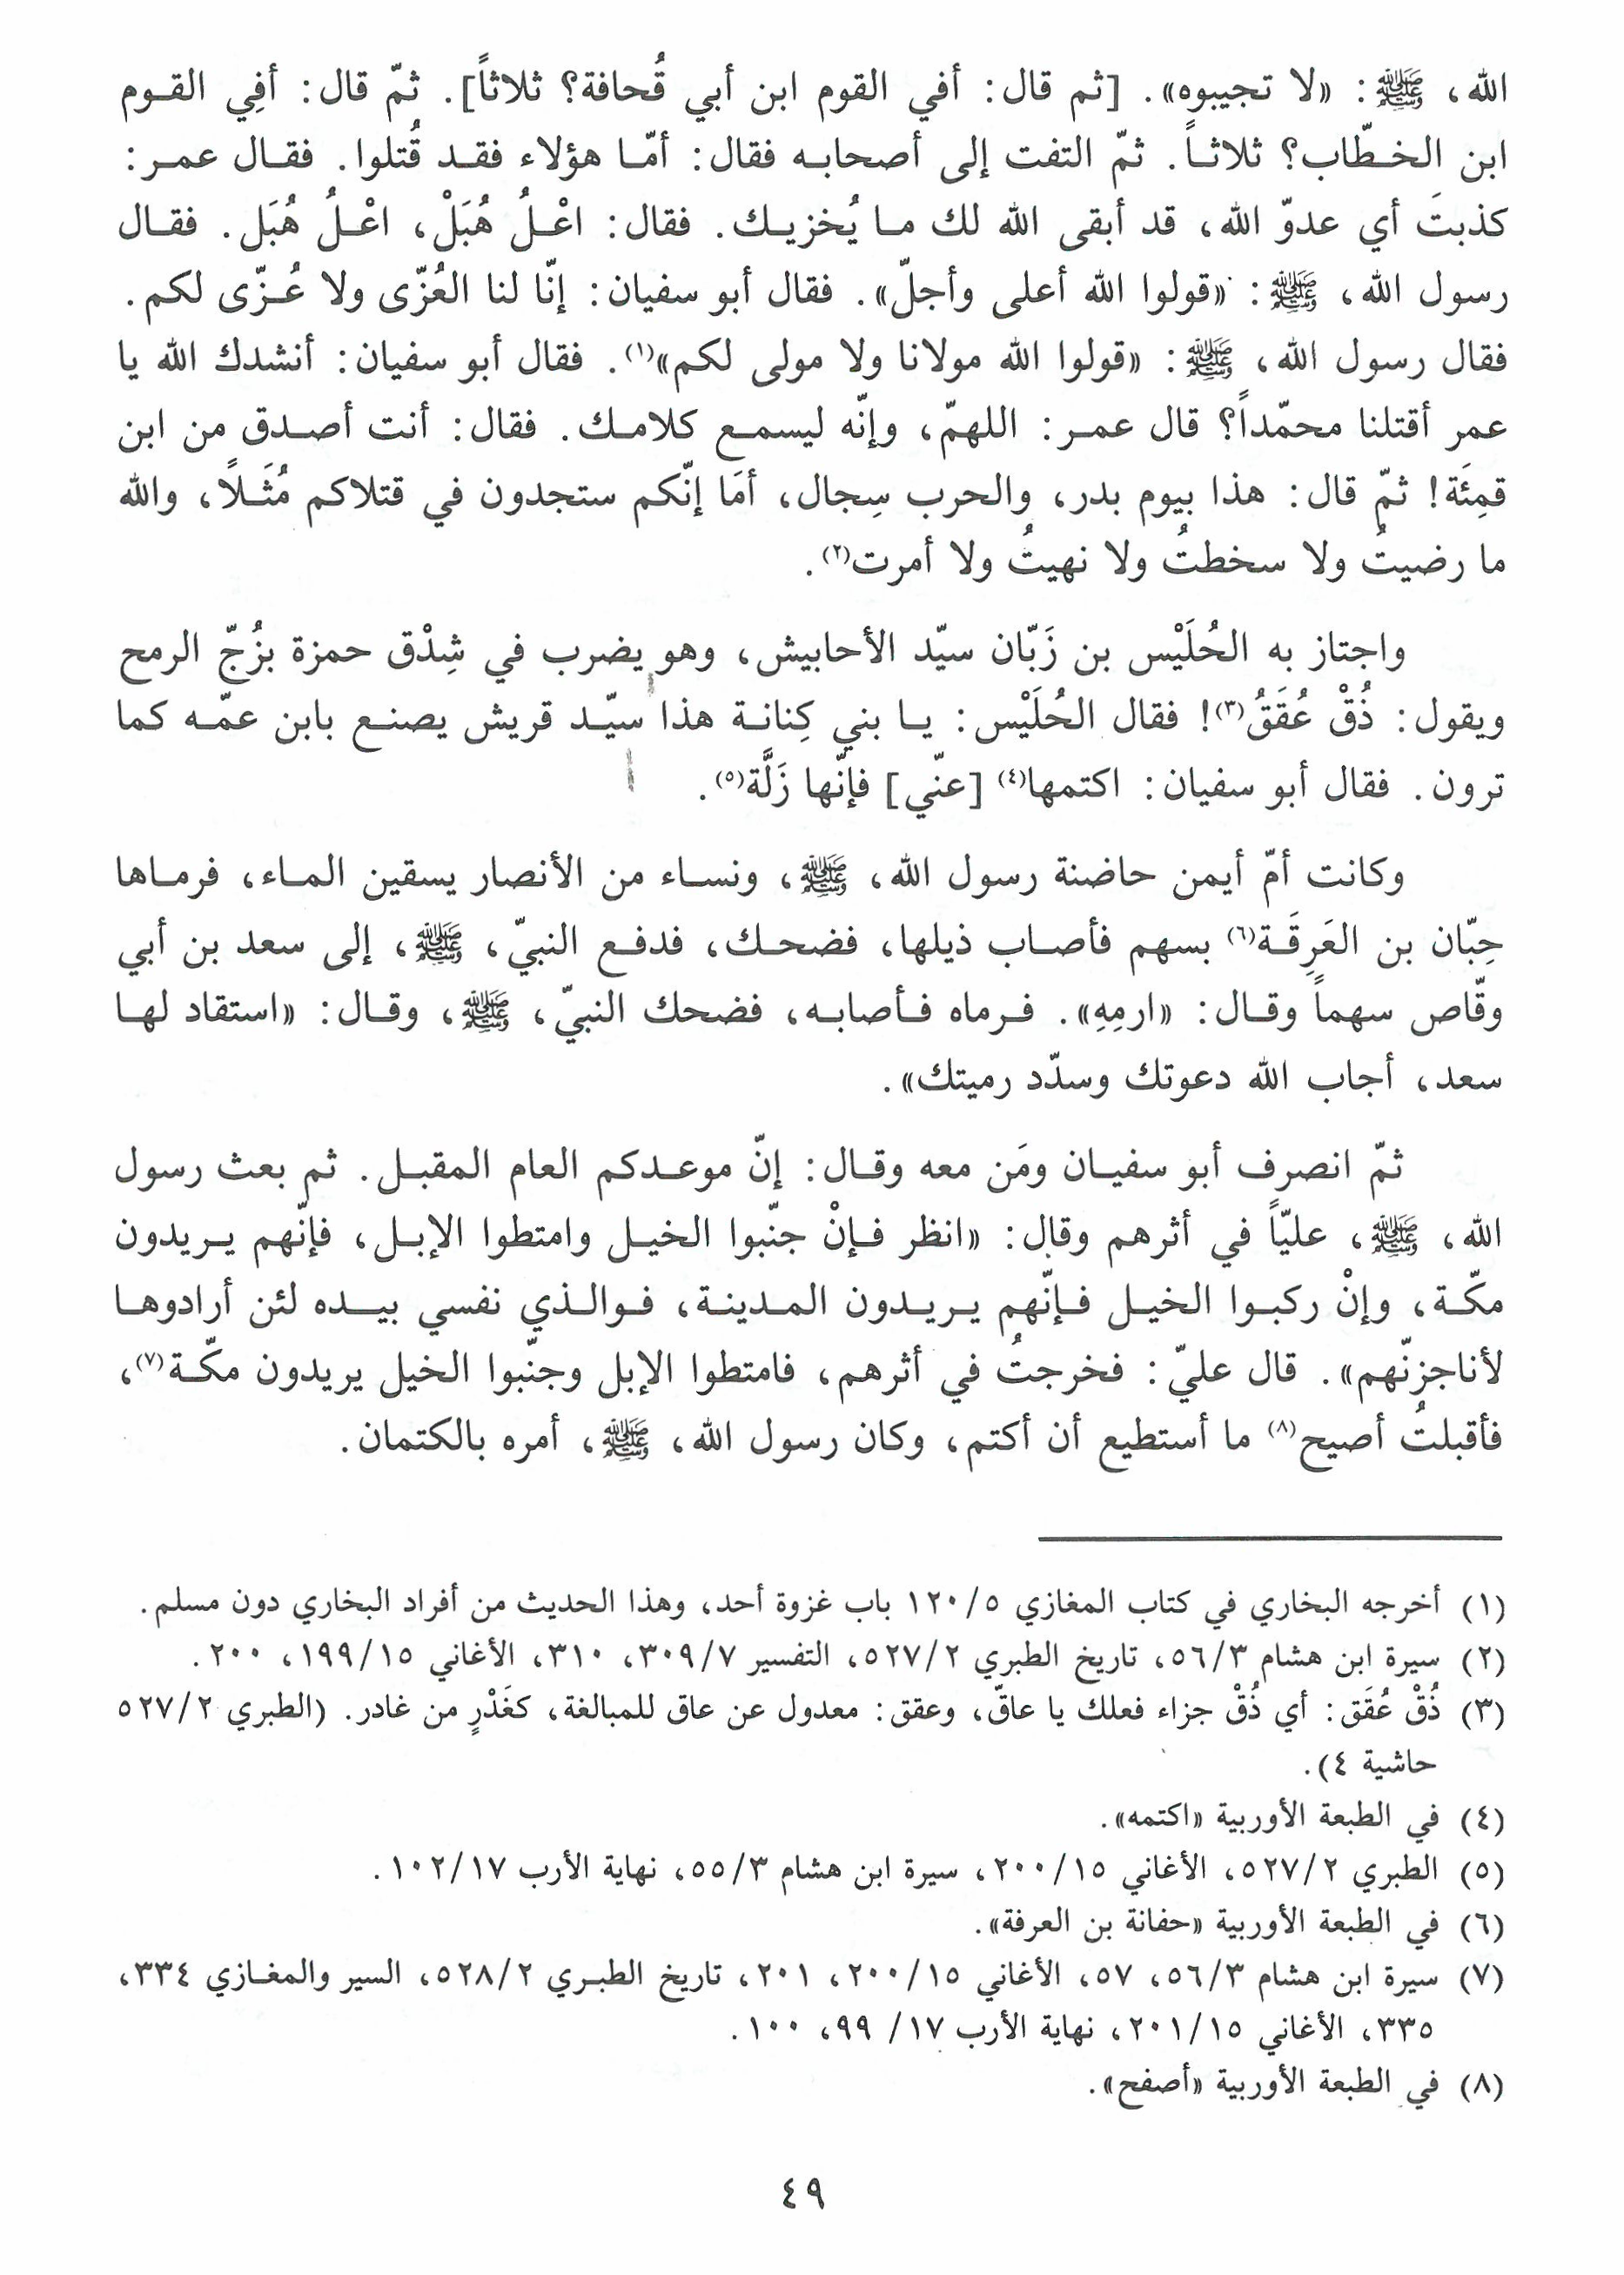 الله، ﷺ: «لا تجيبوه». [ثم قال: أفي القوم ابن أبي قُحافة؟ ثلاثاً]. ثمّ قال: أفِي القوم
ابن الخطّاب؟ ثلاثاً. ثمّ التفت إلى أصحابه فقال: أمّا هؤلاء فقد قُتلوا. فقال عمر:
كذبتَ أي عدوّ الله، قد أبقى الله لك ما يُخزيك. فقال: اعْلُ هُبَلْ، اعْلُ هُبَل. فقال
رسول الله، ﷺ: «قولوا الله أعلى وأجلّ». فقال أبو سفيان: إنّا لنا العُزّى ولا عُزّى لكم.
فقال رسول الله، ﷺ: «قولوا الله مولانا ولا مولى لكم»(١). فقال أبو سفيان: أنشدك الله يا
عمر أقتلنا محمّداً؟ قال عمر: اللهمّ، وإنّه ليسمع كلامك. فقال: أنت أصدق من ابن
قمِئَة! ثمّ قال: هذا بيوم بدر، والحرب سِجال، أمَا إنّكم ستجدون في قتلاكم مُثَلاً، والله
ما رضيتُ ولا سخطتُ ولا نهيتُ ولا أمرت(٢).
واجتاز به الحُلَيْس بن زَبّان سيّد الأحابيش، وهو يضرب في شِدْق حمزة بزُجّ الرمح
ويقول: ذُقْ عُقَقُ(٣)! فقال الحُلَيْس: يا بني كِنانة هذا سيّد قريش يصنع بابن عمّه كما
ترون. فقال أبو سفيان: اكتمها(٤) [عنّي] فإنّها زَلَّة(٥).
وكانت أمّ أيمن حاضنة رسول الله، ﷺ، ونساء من الأنصار يسقين الماء، فرماها
حِبّان بن العَرِقَة(٦) بسهم فأصاب ذيلها، فضحك، فدفع النبيّ، ﷺ، إلى سعد بن أبي
وقّاص سهماً وقال: «ارمِهِ». فرماه فأصابه، فضحك النبيّ، ﷺ، وقال: «استقاد لها
سعد، أجاب الله دعوتك وسدّد رميتك».
ثمّ انصرف أبو سفيان ومَن معه وقال: إنّ موعدكم العام المقبل. ثم بعث رسول
الله، ﷺ، عليّاً في أثرهم وقال: «انظر فإنْ جنّبوا الخيل وامتطوا الإبل، فإنّهم يريدون
مكّة، وإنْ ركبوا الخيل فإنّهم يريدون المدينة، فوالذي نفسي بيده لئن أرادوها
لأناجزنّهم». قال عليّ: فخرجتُ في أثرهم، فامتطوا الإبل وجنّبوا الخيل يريدون مكّة(٧)،
فأقبلتُ أصيح(٨) ما أستطيع أن أكتم، وكان رسول الله، ﷺ، أمره بالكتمان.
(١) أخرجه البخاري في كتاب المغازي ١٢٠/٥ باب غزوة أحد، وهذا الحديث من أفراد البخاري دون مسلم.
(٢) سيرة ابن هشام ٥٦/٣، تاريخ الطبري ٥٢٧/٢، التفسير ٣٠٩/٧، ٣١٠، الأغاني ١٩٩/١٥، ٢٠٠.
(٣) ذُقْ عُقَق: أي ذُقْ جزاء فعلك يا عاقّ، وعقق: معدول عن عاق للمبالغة، كغَدْرٍ من غادر. (الطبري ٥٢٧/٢
حاشية ٤).
(٤) في الطبعة الأوربية «اكتمه».
(٥) الطبري ٥٢٧/٢، الأغاني ٢٠٠/١٥، سيرة ابن هشام ٥٥/٣، نهاية الأرب ١٠٢/١٧.
(٦) في الطبعة الأوربية «حفانة بن العرفة».
(٧) سيرة ابن هشام ٥٦/٣، ٥٧، الأغاني ٢٠٠/١٥، ٢٠١، تاريخ الطبري ٥٢٨/٢، السير والمغازي ٣٣٤،
٣٣٥، الأغاني ٢٠١/١٥، نهاية الأرب ١٧/ ٩٩، ١٠٠.
(٨) في الطبعة الأوربية «أصفح».
٤٩